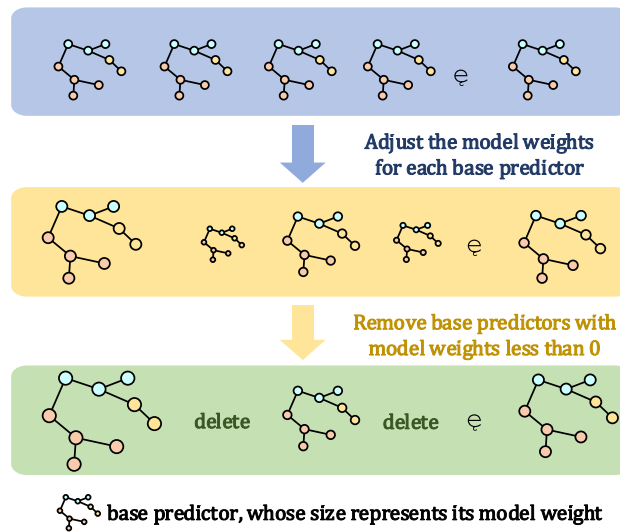 ę
Adjust the model weights
for each base predictor
ę
Remove base predictors with
model weights less than 0
delete
delete
ę
base predictor, whose size represents its model weight